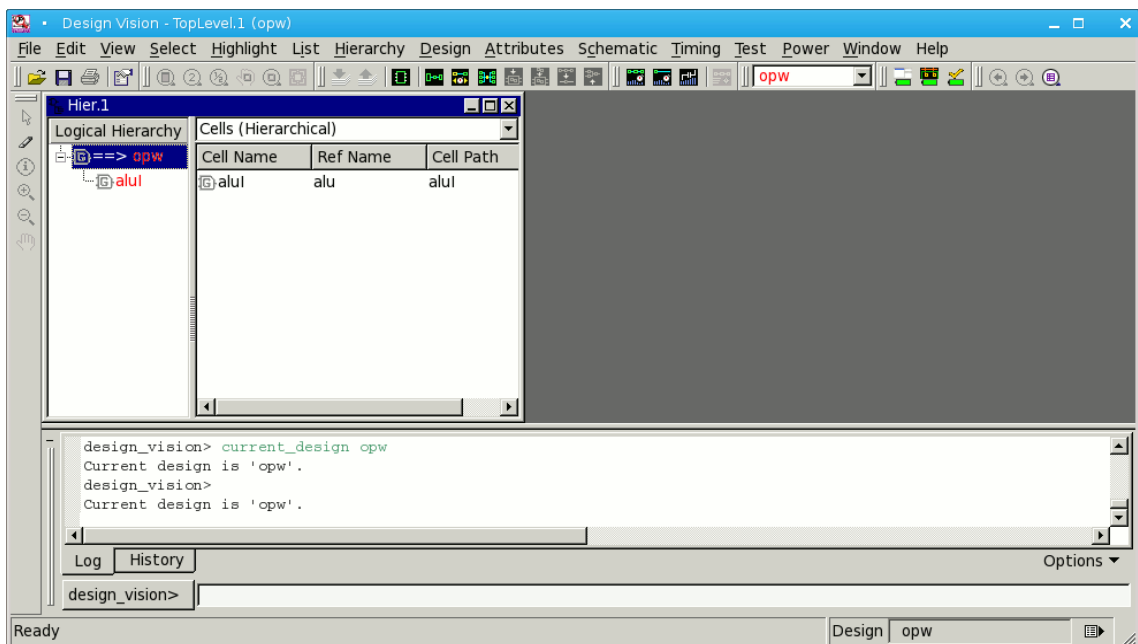 Design Vision - TopLevel.1 (opw)
File Edit View Select Highlight List Hierarchy Design Attributes Schematic Timing Test Power Window Help
opw
Hier.1
Logical Hierarchy
Cells (Hierarchical)
==> opw
aluI
Cell Name Ref Name Cell Path
aluI alu aluI
design_vision> current_design opw
Current design is 'opw'.
design_vision>
Current design is 'opw'.
Log History
Options
design_vision>
Ready
Design opw